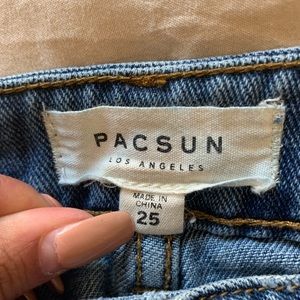 PACSUN
LOS ANGELES
MADE IN
CHINA
25